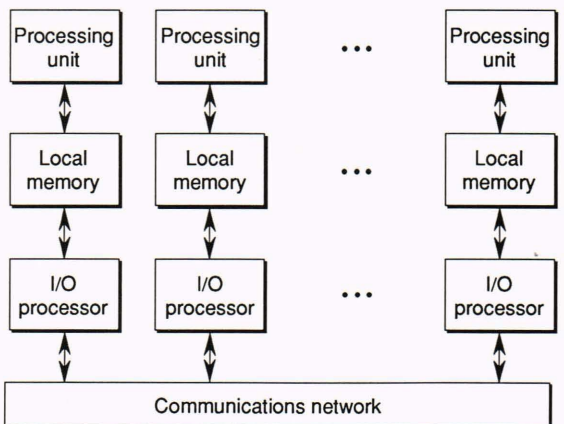 Processing
unit
Processing
unit
...
Processing
unit
Local
memory
Local
memory
...
Local
memory
I/O
processor
I/O
processor
...
I/O
processor
Communications network